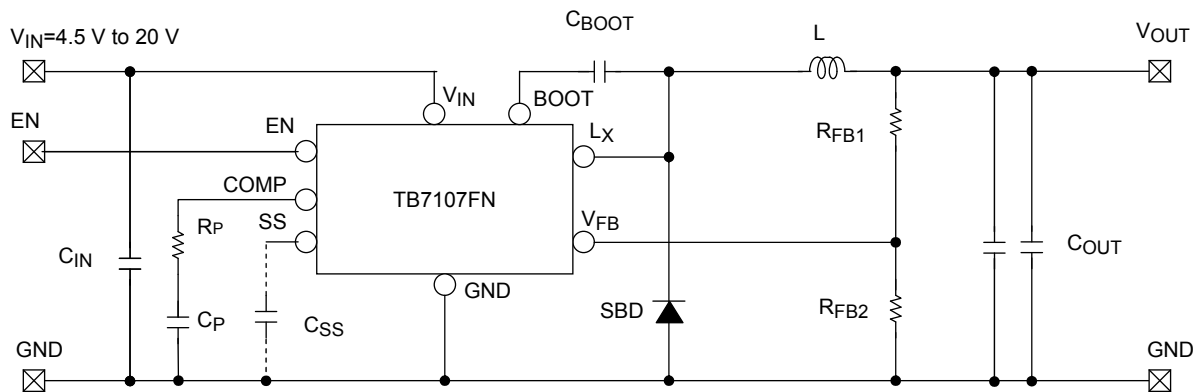 CBOOT
VIN=4.5 V to 20 V
L
VOUT
VIN
BOOT
EN
EN
LX
RFB1
COMP
TB7107FN
RP
SS
VFB
CIN
COUT
GND
SBD
RFB2
CP
CSS
GND
GND